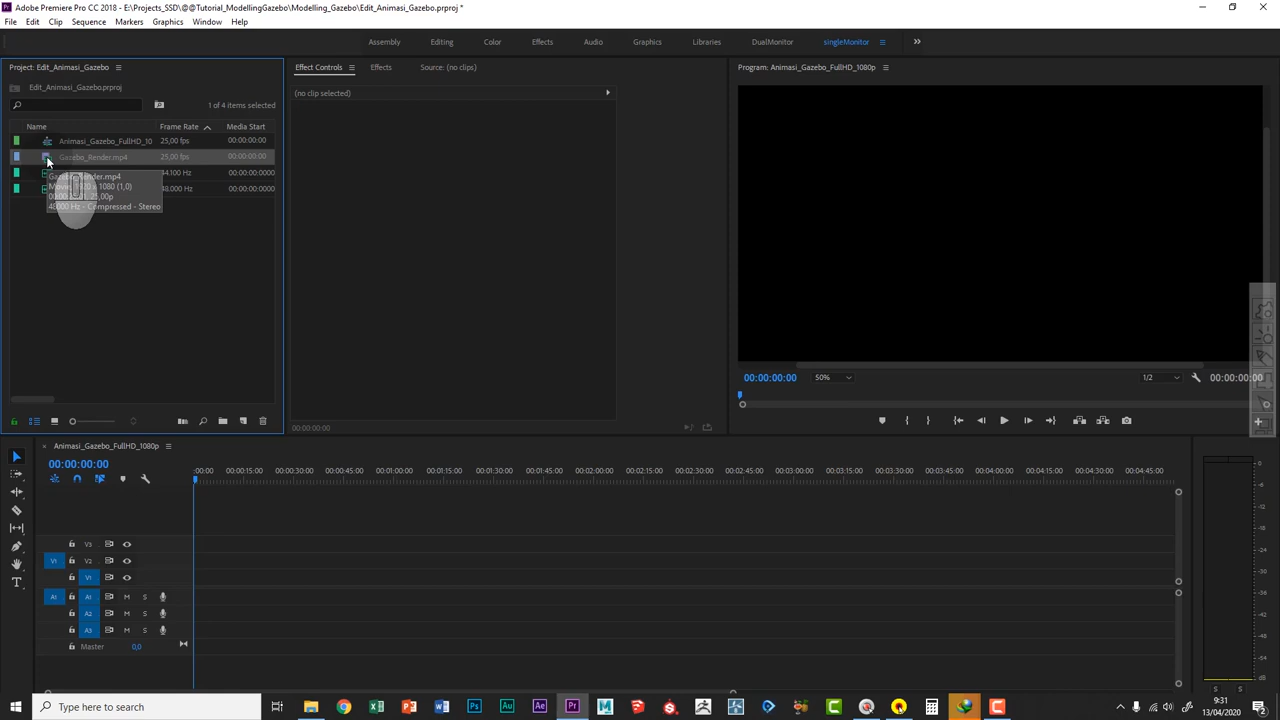 Adobe Premiere Pro CC 2018 - E:\Projects_SSD\@@Tutorial_ModellingGazebo\Modelling_Gazebo\Edit_Animasi_Gazebo.prproj *
File Edit Clip Sequence Markers Graphics Window Help
Assembly Editing Color Effects Audio Graphics Libraries DualMonitor singleMonitor
Project: Edit_Animasi_Gazebo
Effect Controls Effects Source: (no clips)
Program: Animasi_Gazebo_FullHD_1080p
Edit_Animasi_Gazebo.prproj
(no clip selected)
1 of 4 items selected
Name Frame Rate Media Start
Animasi_Gazebo_FullHD_10 25,00 fps 00:00:00:00
Gazebo_Render.mp4 25,00 fps 00:00:00:00
44,100 Hz 00:00:00:0000
48,000 Hz 00:00:00:0000
1920 x 1080 (1,0)
25,00p
48000 Hz - Compressed - Stereo
00:00:00:00 50% 1/2 00:00:00:00
00:00:00:00
Animasi_Gazebo_FullHD_1080p
00:00:00:00
:00:00 00:00:15:00 00:00:30:00 00:00:45:00 00:01:00:00 00:01:15:00 00:01:30:00 00:01:45:00 00:02:00:00 00:02:15:00 00:02:30:00 00:02:45:00 00:03:00:00 00:03:15:00 00:03:30:00 00:03:45:00 00:04:00:00 00:04:15:00 00:04:30:00 00:04:45:00
V3
V1 V2
V1
A1 A1 M S
A2 M S
A3 M S
Master 0,0
0
-6
-12
-18
-24
-30
-36
-42
-48
-54
dB
S S
Type here to search
9:31
13/04/2020